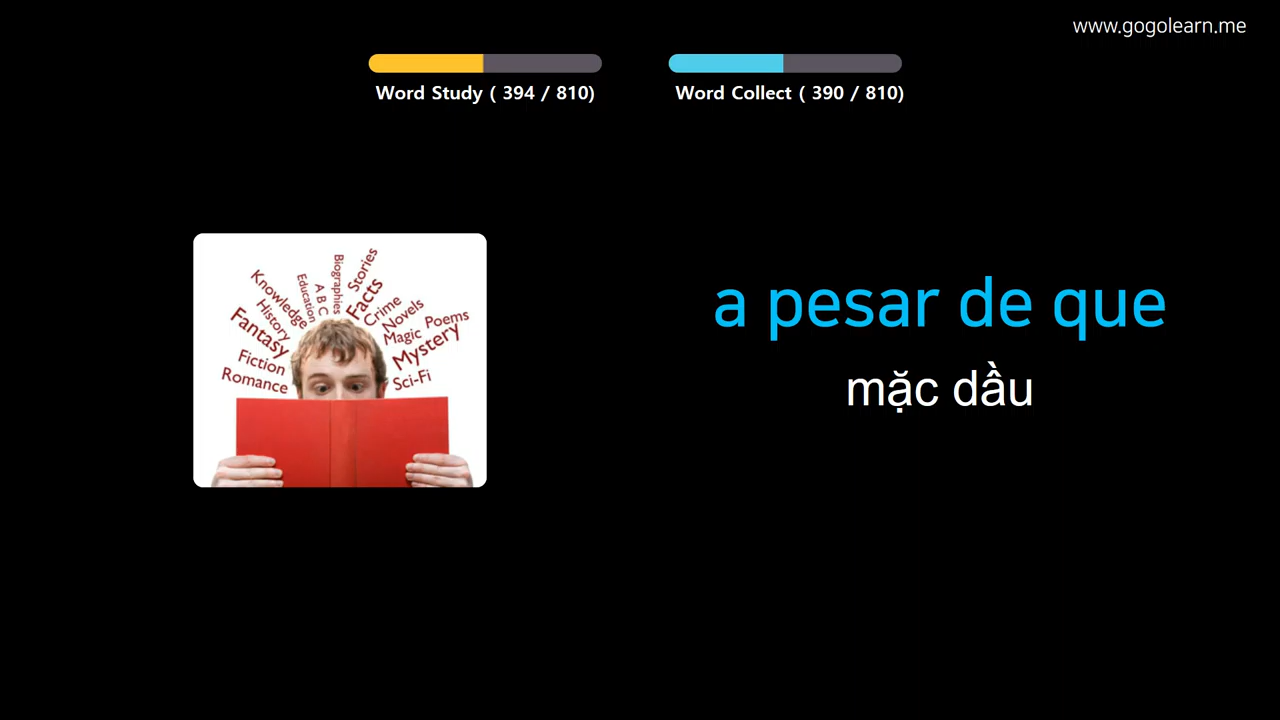 www.gogolearn.me
Word Study ( 394 / 810)
Word Collect ( 390 / 810)
a pesar de que
mặc dầu
Knowledge
History
Fantasy
Fiction
Romance
Education
A B C
Biographies
Stories
Facts
Crime
Novels
Magic
Poems
Mystery
Sci-Fi